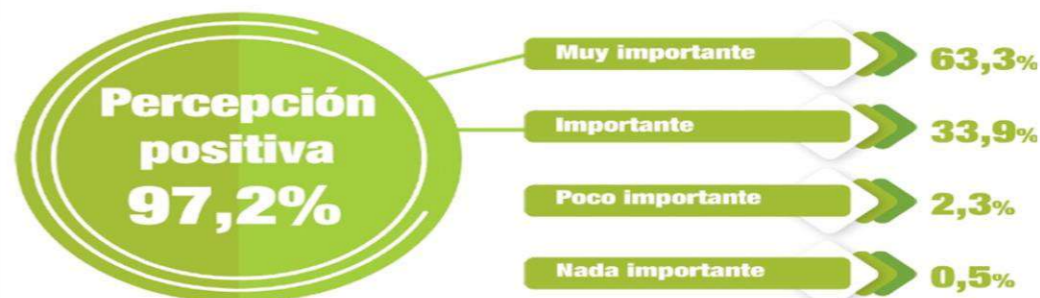 Percepción
positiva
97,2%
Muy importante 63,3%
Importante 33,9%
Poco importante 2,3%
Nada importante 0,5%